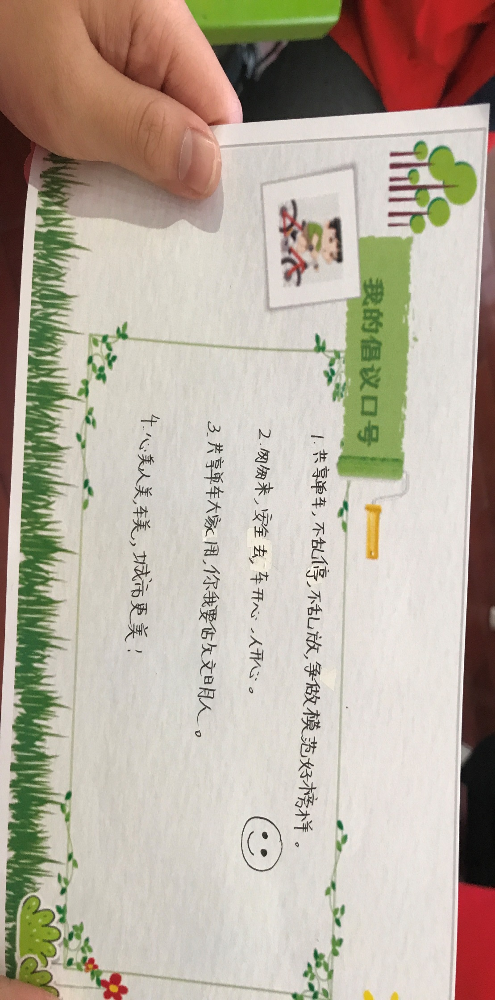 我的倡议口号
1.共享单车,不乱停,不乱放,争做模范好榜样。
2.匆匆来,安全去,车开心,人开心。
3.共享单车大家用,你我要做文明人。
4.心美,人美,车美,,城市更美!